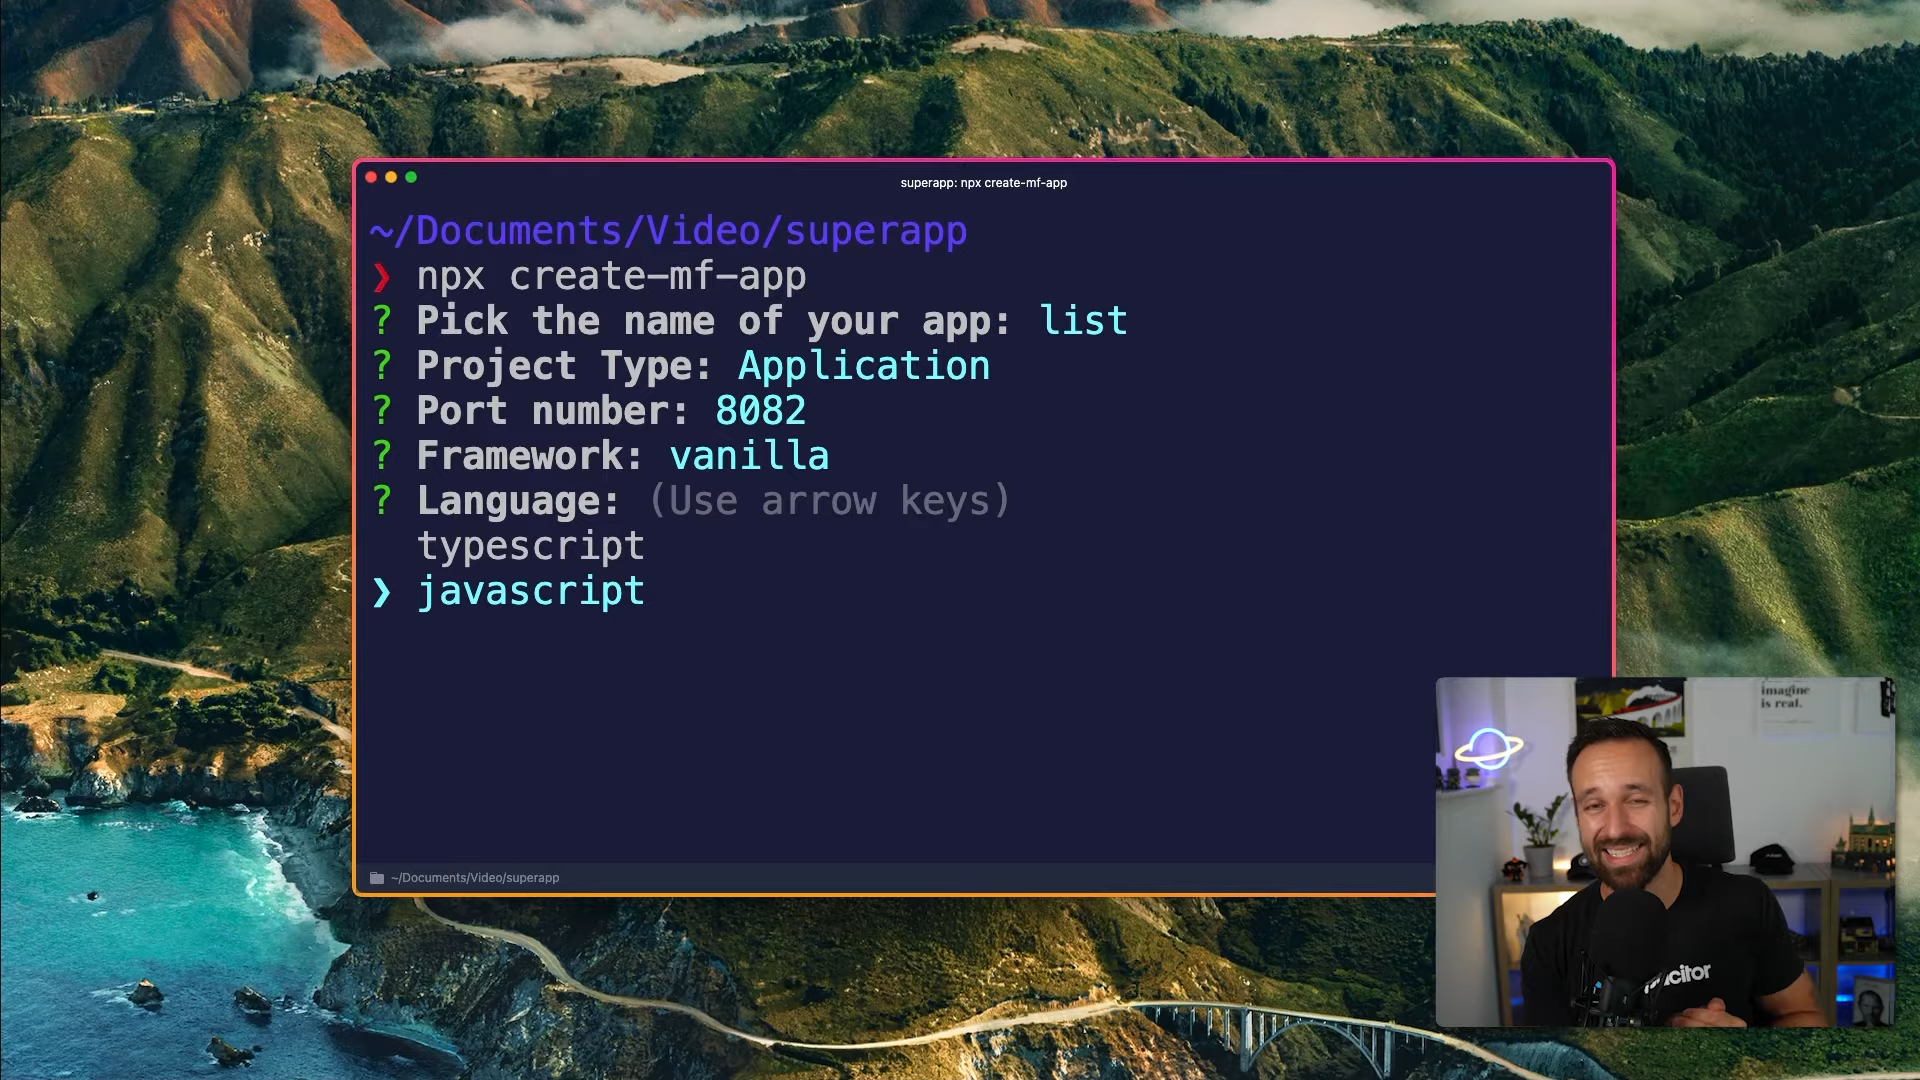 superapp: npx create-mf-app
~/Documents/Video/superapp
❯ npx create-mf-app
? Pick the name of your app: list
? Project Type: Application
? Port number: 8082
? Framework: vanilla
? Language: (Use arrow keys)
typescript
❯ javascript
~/Documents/Video/superapp
imagine
is real.
citor